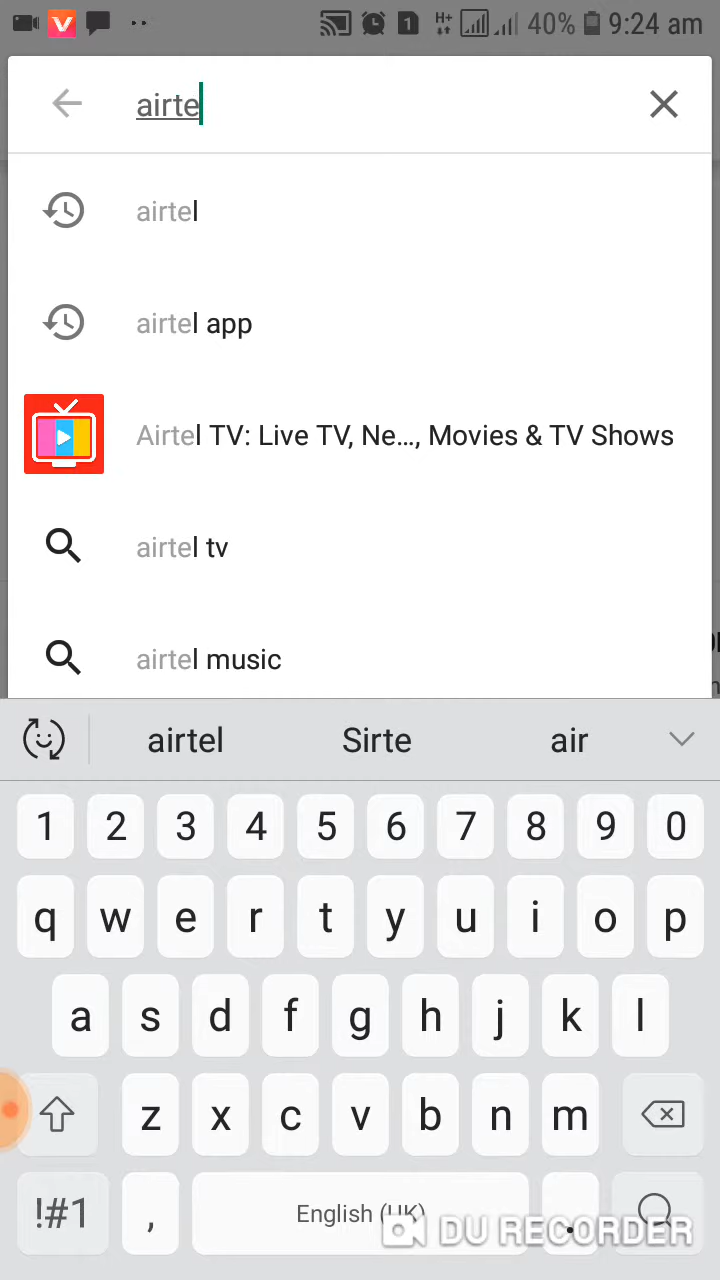 1 H+ 40% 9:24 am
airte
airtel
airtel app
Airtel TV: Live TV, Ne..., Movies & TV Shows
airtel tv
airtel music
airtel Sirte air
1 2 3 4 5 6 7 8 9 0
q w e r t y u i o p
a s d f g h j k l
z x c v b n m
!#1 , English (UK) .
DU RECORDER